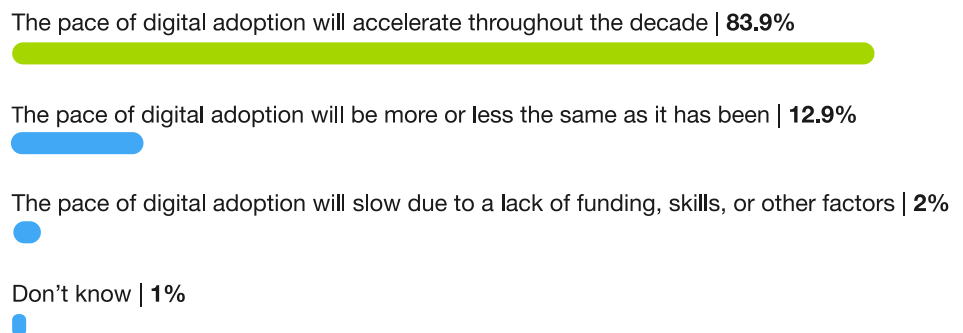 The pace of digital adoption will accelerate throughout the decade | 83.9%
The pace of digital adoption will be more or less the same as it has been | 12.9%
The pace of digital adoption will slow due to a lack of funding, skills, or other factors | 2%
Don’t know | 1%